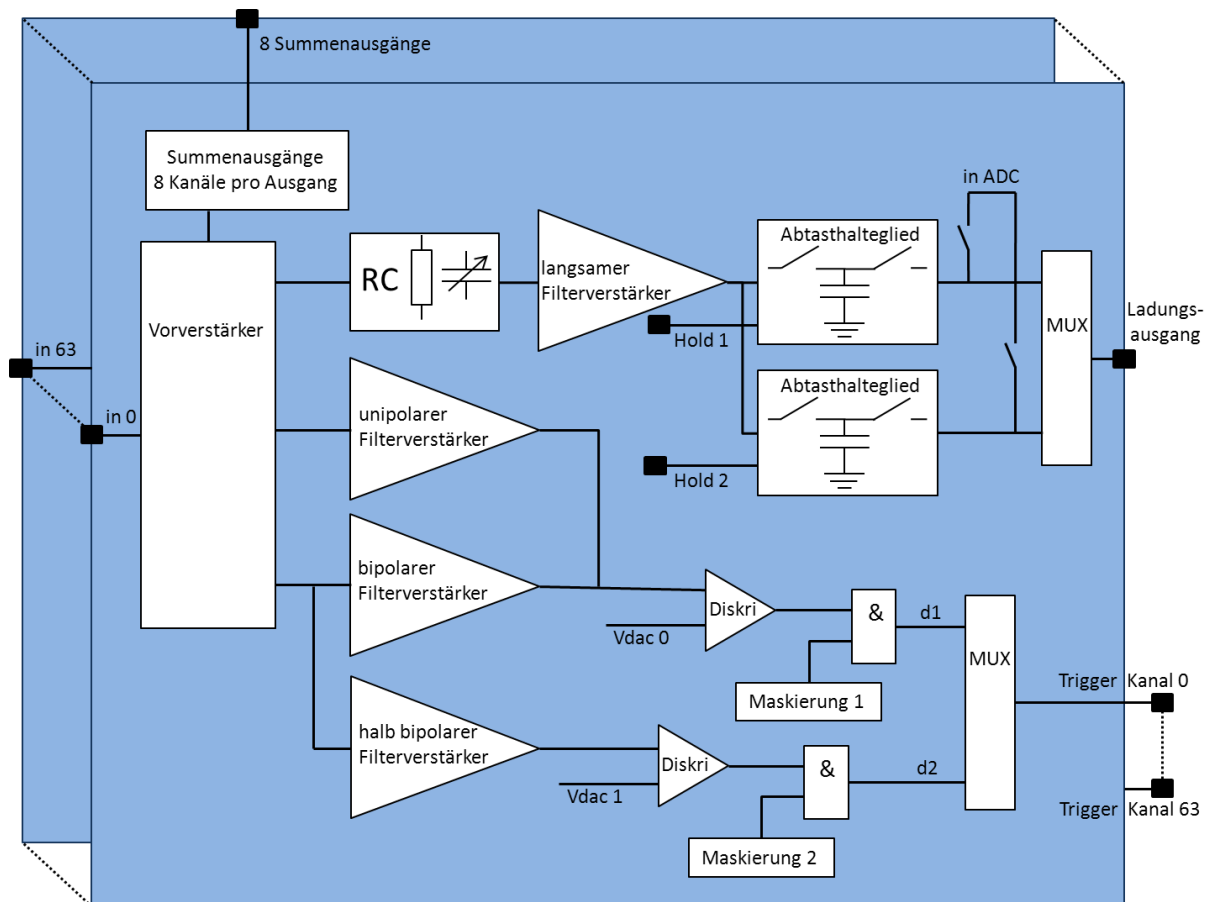 8 Summenausgänge
Summenausgänge
8 Kanäle pro Ausgang
in ADC
RC
langsamer
Filterverstärker
Abtasthalteglied
Hold 1
MUX
Ladungs-
ausgang
Vorverstärker
in 63
in 0
Abtasthalteglied
Hold 2
unipolarer
Filterverstärker
bipolarer
Filterverstärker
Diskri
Vdac 0
&
d1
Maskierung 1
MUX
Trigger Kanal 0
halb bipolarer
Filterverstärker
Diskri
Vdac 1
&
d2
Maskierung 2
Trigger Kanal 63